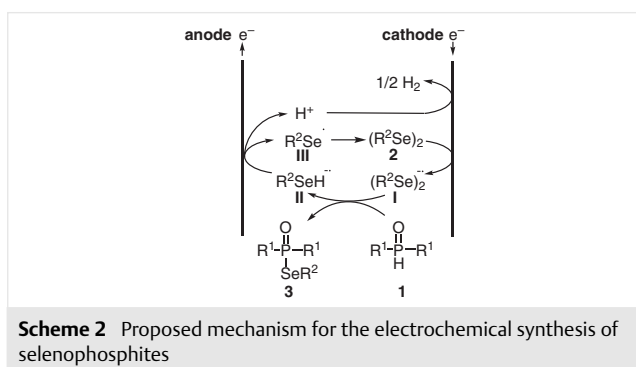 anode e⁻ cathode e⁻
1/2 H₂
H⁺
R²Se˙ (R²Se)₂
III 2
R²SeH˙⁻ (R²Se)₂˙⁻
II I
O O
R¹-P-R¹ R¹-P-R¹
SeR² H
3 1
Scheme 2 Proposed mechanism for the electrochemical synthesis of
selenophosphites